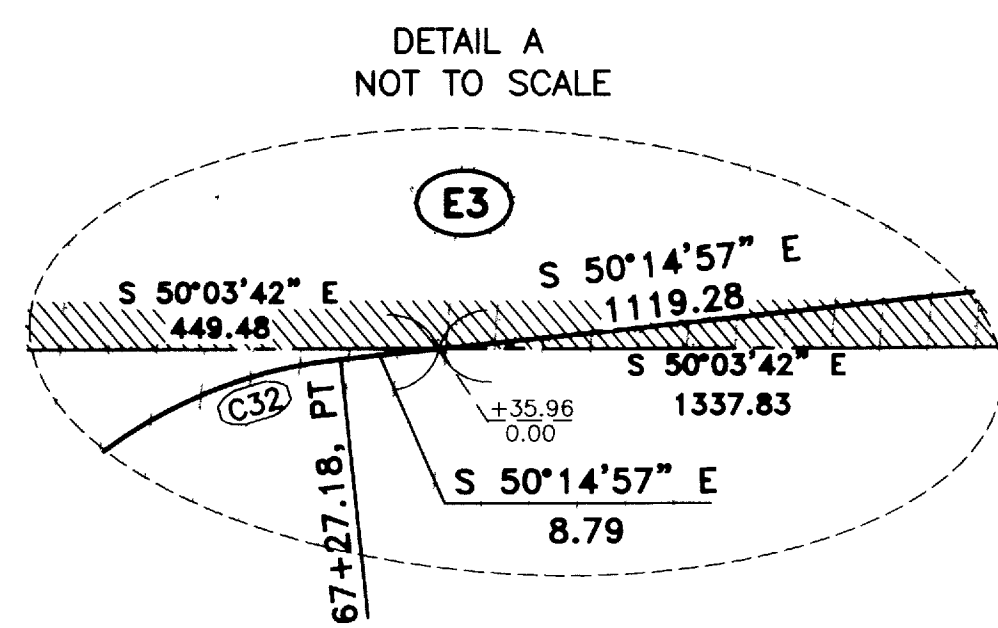 DETAIL A
NOT TO SCALE
E3
S 50°03'42" E
449.48
S 50°14'57" E
1119.28
S 50°03'42" E
1337.83
C32
+35.96
0.00
67+27.18, PT
S 50°14'57" E
8.79